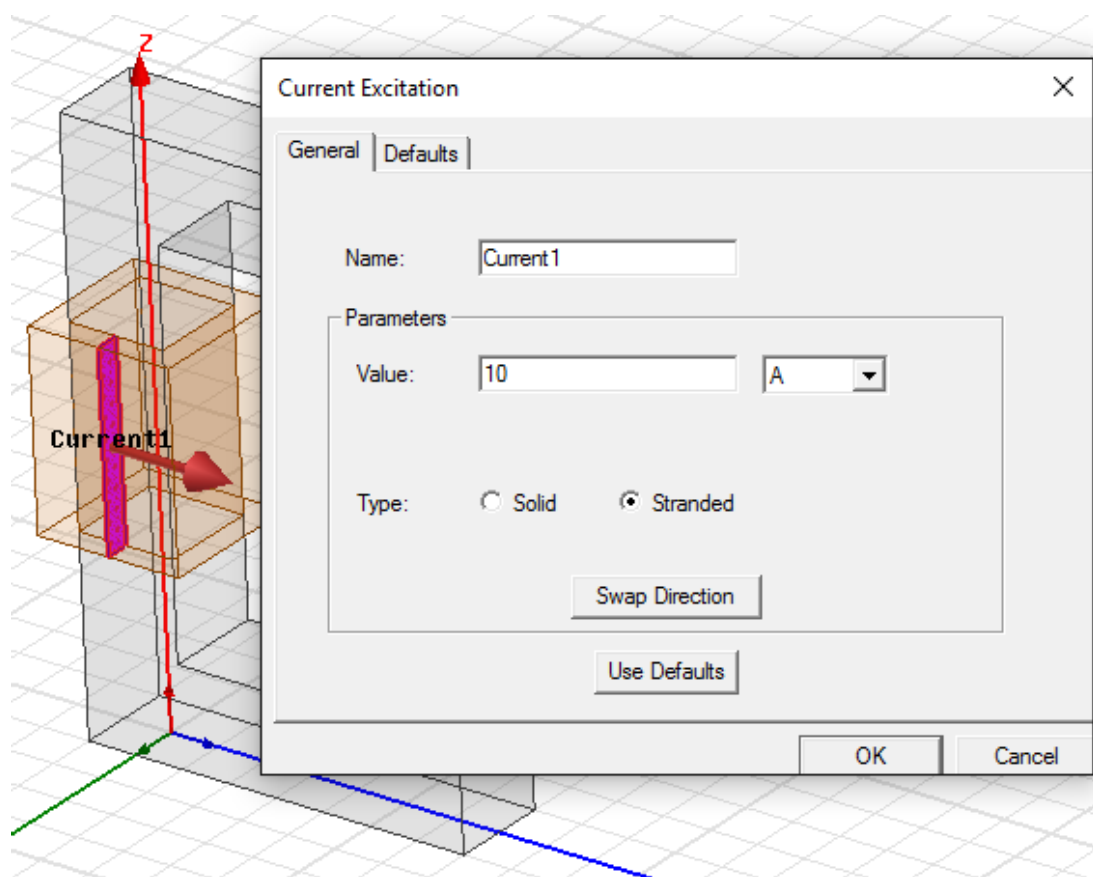 Z
Current Excitation
General
Defaults
Name:
Current1
Parameters
Value:
10
A
Current1
Type:
Solid
Stranded
Swap Direction
Use Defaults
OK
Cancel